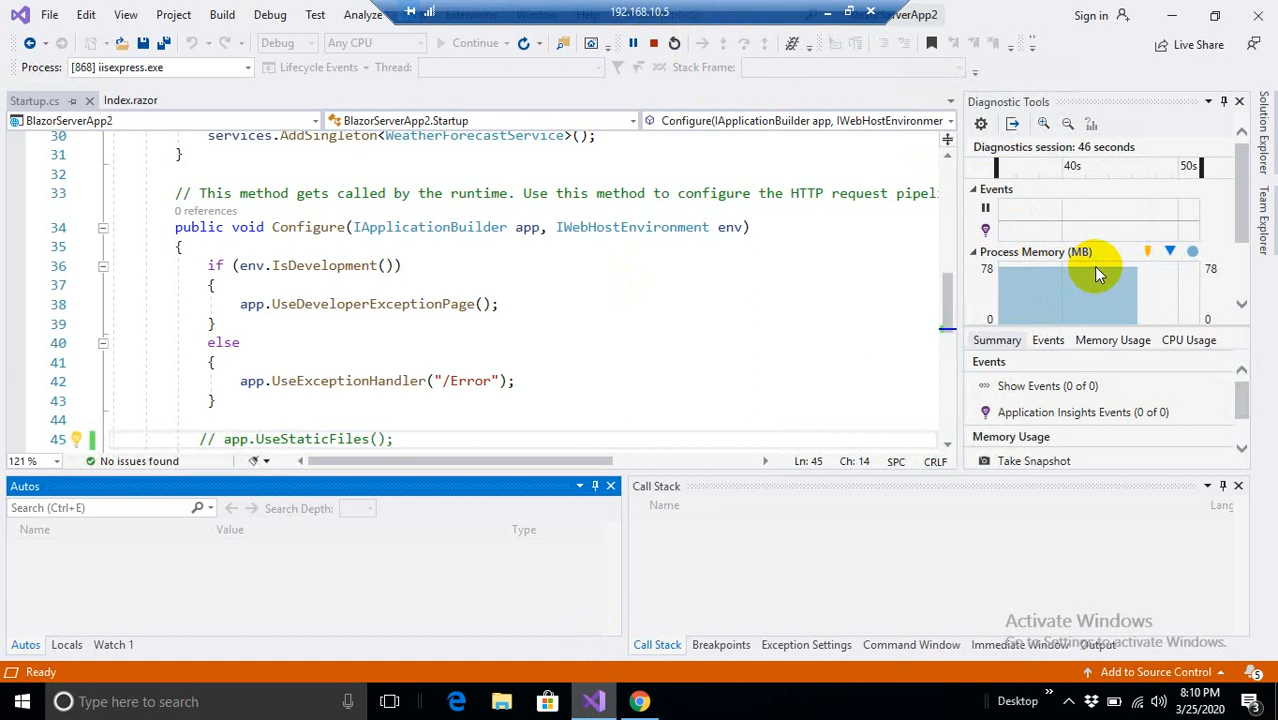 File Edit View Project Build Debug Test Analyze Extensions Window 192.168.10.5 ServerApp2 Sign in
Debug Any CPU Continue Live Share
Process: [868] iisexpress.exe Lifecycle Events Thread: Stack Frame:
Startup.cs Index.razor
BlazorServerApp2 BlazorServerApp2.Startup Configure(IApplicationBuilder app, IWebHostEnvironmer
30 services.AddSingleton<WeatherForecastService>();
31 }
32
33 // This method gets called by the runtime. Use this method to configure the HTTP request pipeli
0 references
34 public void Configure(IApplicationBuilder app, IWebHostEnvironment env)
35 {
36 if (env.IsDevelopment())
37 {
38 app.UseDeveloperExceptionPage();
39 }
40 else
41 {
42 app.UseExceptionHandler("/Error");
43 }
44
45 // app.UseStaticFiles();
121 % No issues found Ln: 45 Ch: 14 SPC CRLF
Diagnostic Tools
Diagnostics session: 46 seconds
40s 50s
Events
Process Memory (MB)
78 78
0 0
Summary Events Memory Usage CPU Usage
Events
Show Events (0 of 0)
Application Insights Events (0 of 0)
Memory Usage
Take Snapshot
Solution Explorer
Team Explorer
Autos
Search (Ctrl+E) Search Depth:
Name Value Type
Autos Locals Watch 1
Call Stack
Name Lang
Activate Windows
Go to Settings to activate Windows.
Call Stack Breakpoints Exception Settings Command Window Immediate Window Output
Ready Add to Source Control 5
Type here to search Desktop 8:10 PM
3/25/2020 3